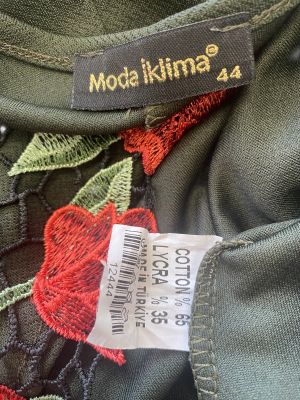 Moda iklima®
44
COTTON % 65
LYCRA % 35
MADE IN TÜRKİYE
12444